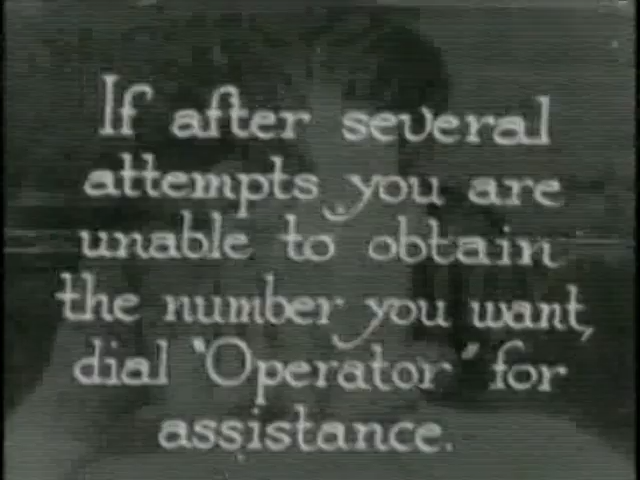 If after several
attempts you are
unable to obtain
the number you want,
dial "Operator" for
assistance.